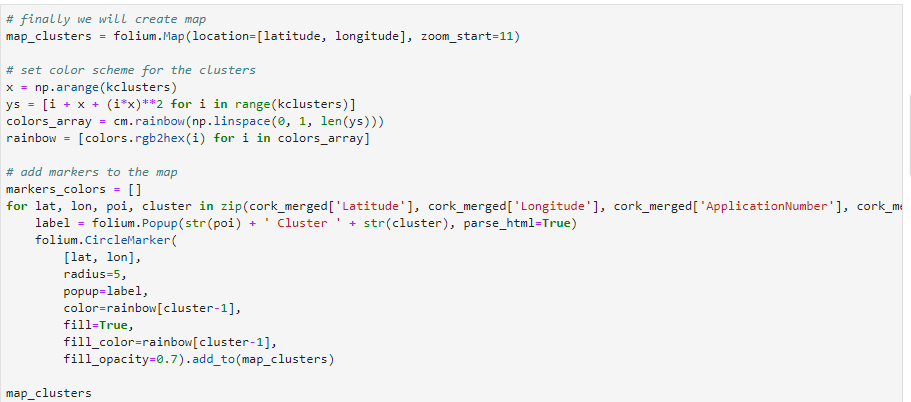 # finally we will create map
map_clusters = folium.Map(location=[latitude, longitude], zoom_start=11)
# set color scheme for the clusters
x = np.arange(kclusters)
ys = [i + x + (i*x)**2 for i in range(kclusters)]
colors_array = cm.rainbow(np.linspace(0, 1, len(ys)))
rainbow = [colors.rgb2hex(i) for i in colors_array]
# add markers to the map
markers_colors = []
for lat, lon, poi, cluster in zip(cork_merged['Latitude'], cork_merged['Longitude'], cork_merged['ApplicationNumber'],
label = folium.Popup(str(poi) + ' Cluster ' + str(cluster), parse_html=True)
folium.CircleMarker(
[lat, lon],
radius=5,
popup=label,
color=rainbow[cluster-1],
fill=True,
fill_color=rainbow[cluster-1],
fill_opacity=0.7).add_to(map_clusters)
map_clusters